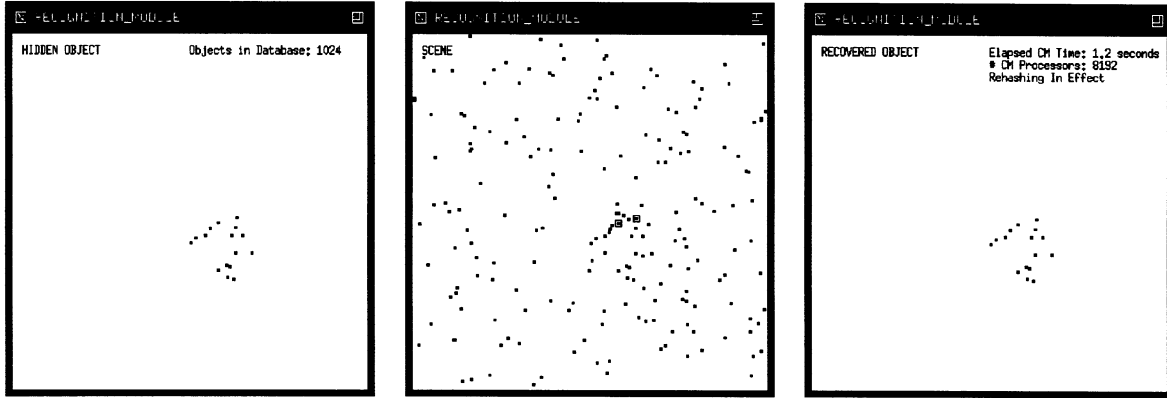 HIDDEN OBJECT
Objects in Database: 1024
SCENE
RECOVERED OBJECT
Elapsed CM Time: 1.2 seconds
# CM Processors: 8192
Rehashing In Effect